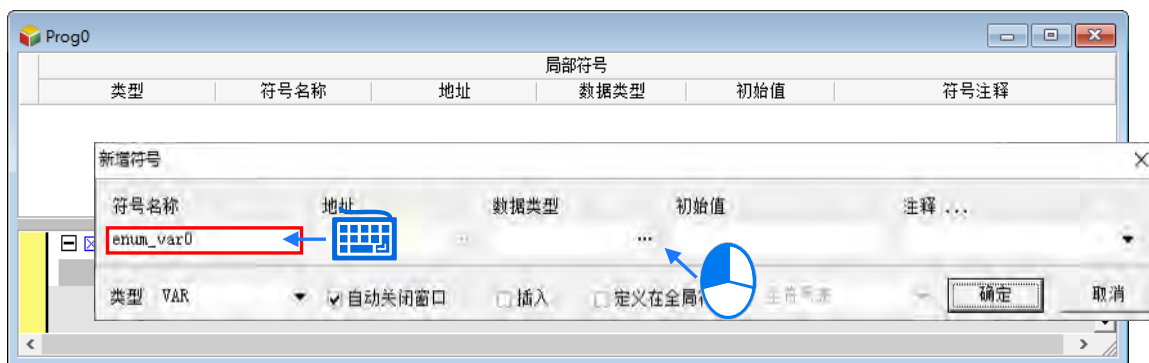 Prog0
局部符号
类型 符号名称 地址 数据类型 初始值 符号注释
新增符号
符号名称 地址 数据类型 初始值 注释 ...
enum_var0 ...
类型 VAR 自动关闭窗口 插入 定义在全局符 确定 取消